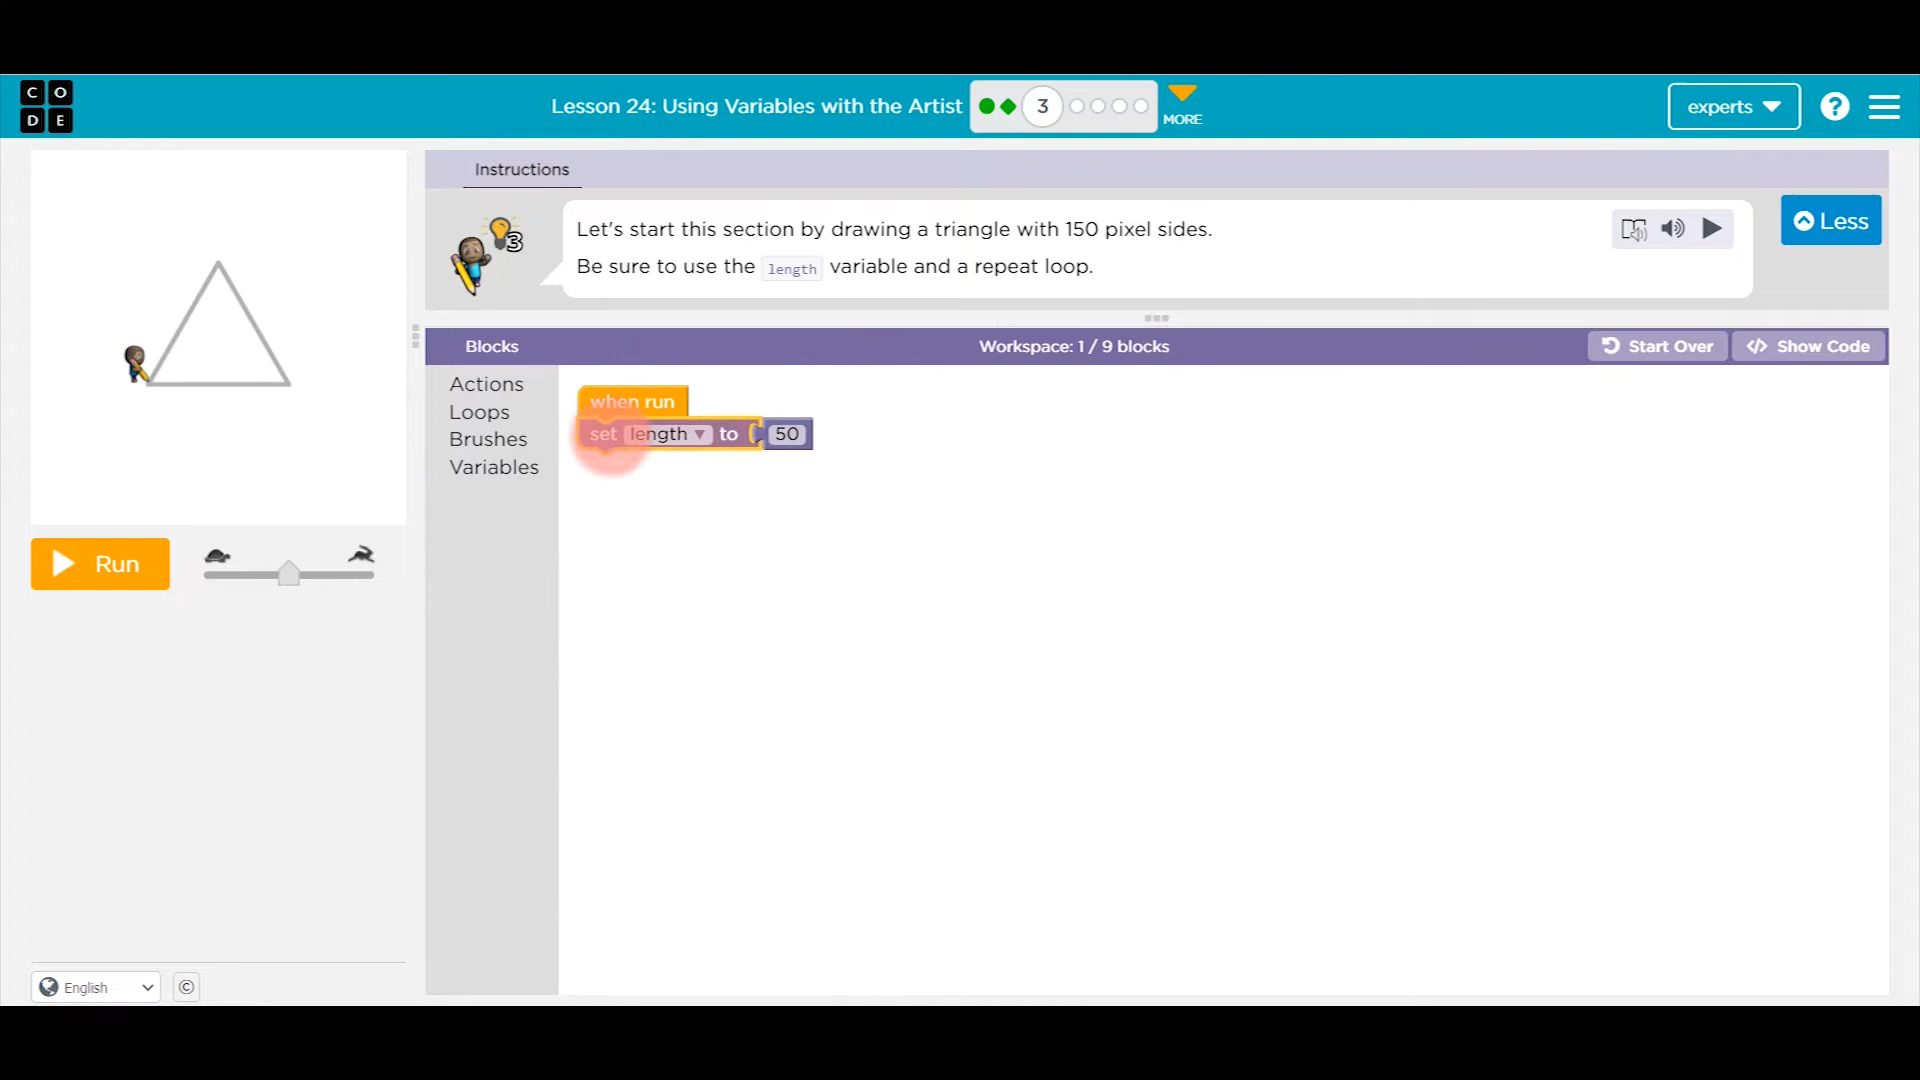 C O
D E
Lesson 24: Using Variables with the Artist
3
MORE
experts
?
Instructions
3
Let's start this section by drawing a triangle with 150 pixel sides.
Be sure to use the length variable and a repeat loop.
Less
Blocks
Workspace: 1 / 9 blocks
Start Over
Show Code
Actions
Loops
Brushes
Variables
when run
set length to 50
Run
English
©